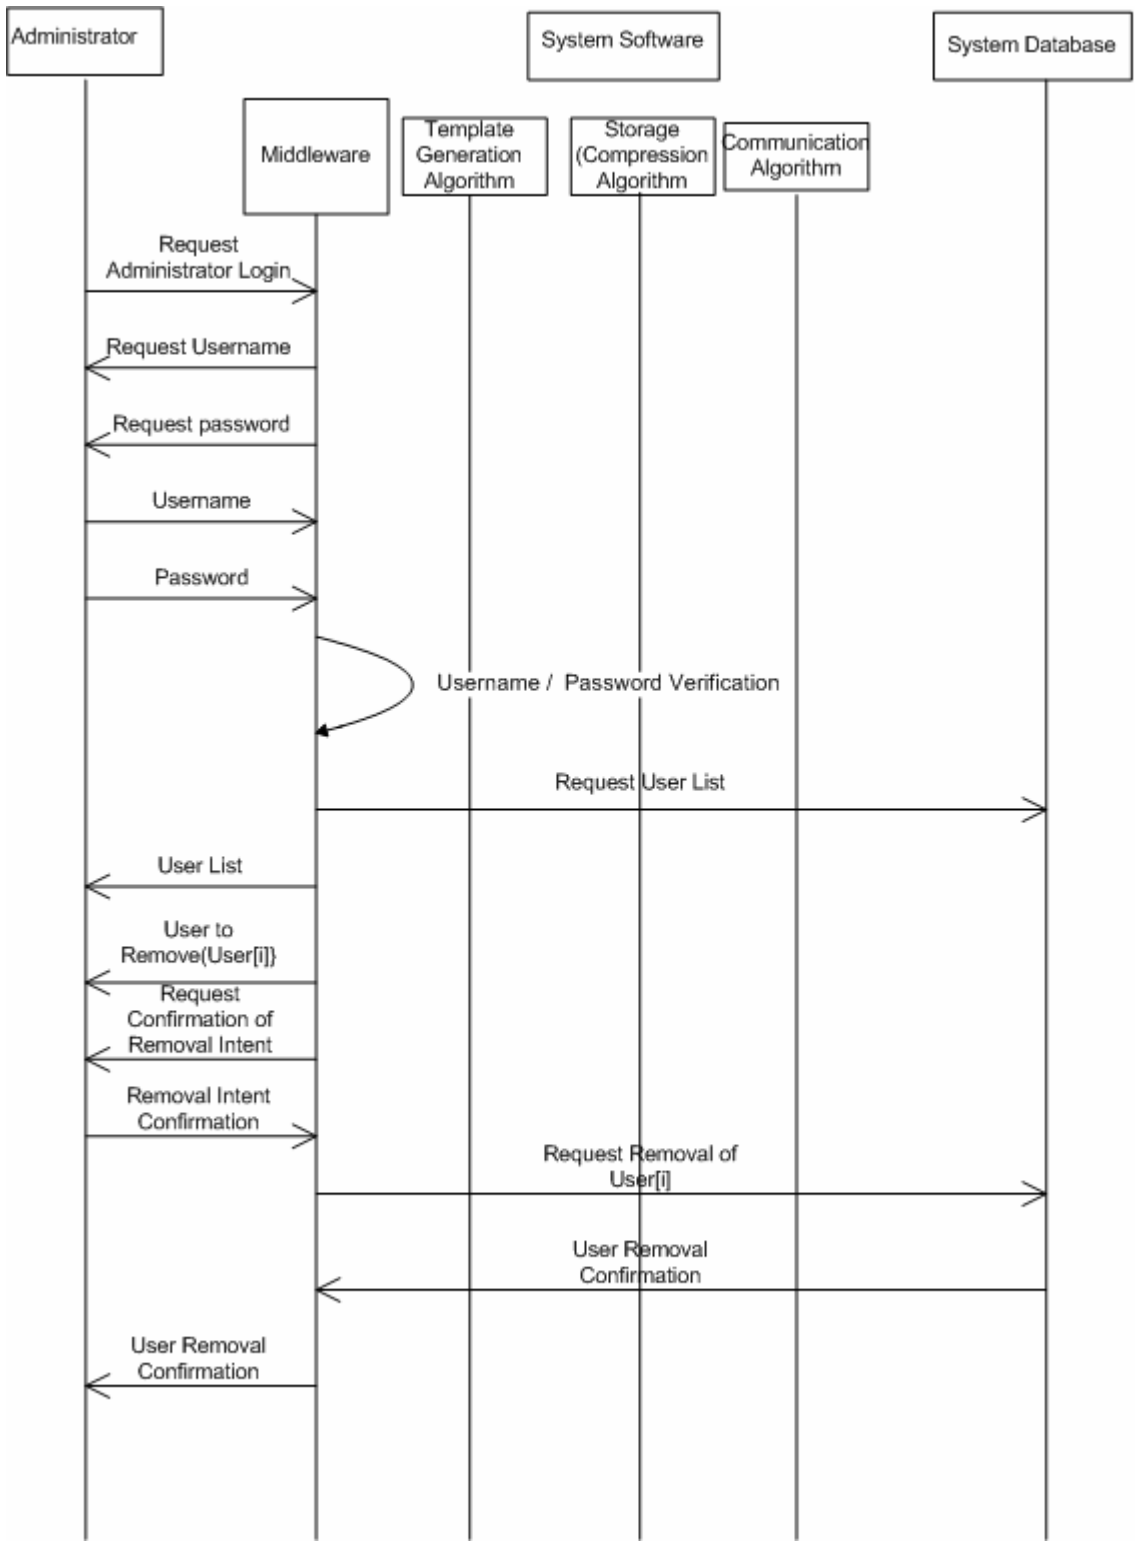 Administrator
System Software
System Database
Middleware
Template
Generation
Algorithm
Storage
(Compression
Algorithm
Communication
Algorithm
Request
Administrator Login
Request Username
Request password
Username
Password
Username / Password Verification
Request User List
User List
User to
Remove(User[i]}
Request
Confirmation of
Removal Intent
Removal Intent
Confirmation
Request Removal of
User[i]
User Removal
Confirmation
User Removal
Confirmation